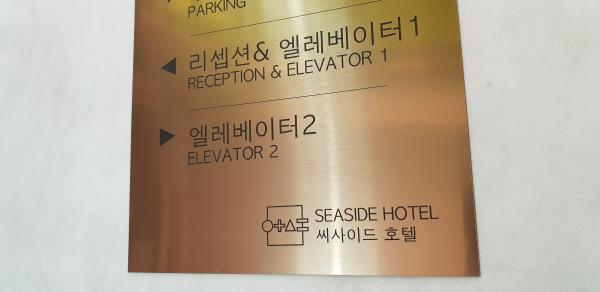 PARKING
◀ 리셉션& 엘레베이터1
RECEPTION & ELEVATOR 1
▶ 엘레베이터2
ELEVATOR 2
SEASIDE HOTEL
씨사이드 호텔